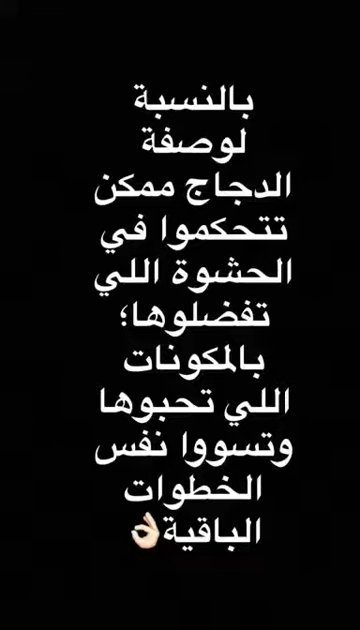 بالنسبة
لوصفة
الدجاج ممكن
تتحكموا في
الحشوة اللي
تفضلوها؛
بالمكونات
اللي تحبوها
وتسووا نفس
الخطوات
الباقية👌🏻